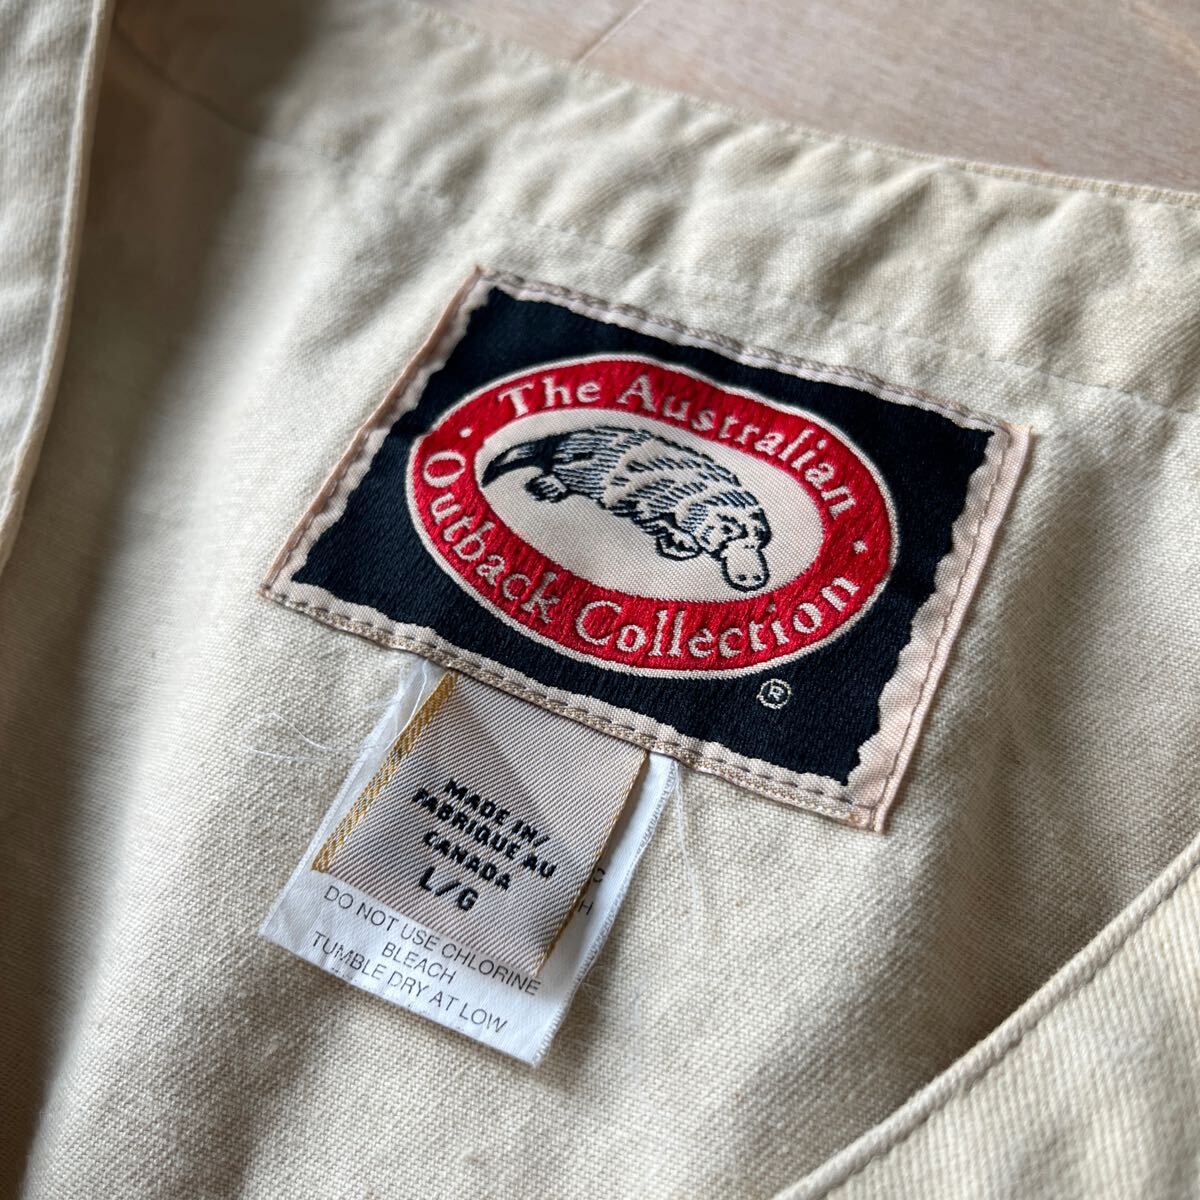 The Australian
Outback Collection
®
MADE IN/
FABRIQUE AU
CANADA
L/G
C
H
DO NOT USE CHLORINE
BLEACH
TUMBLE DRY AT LOW